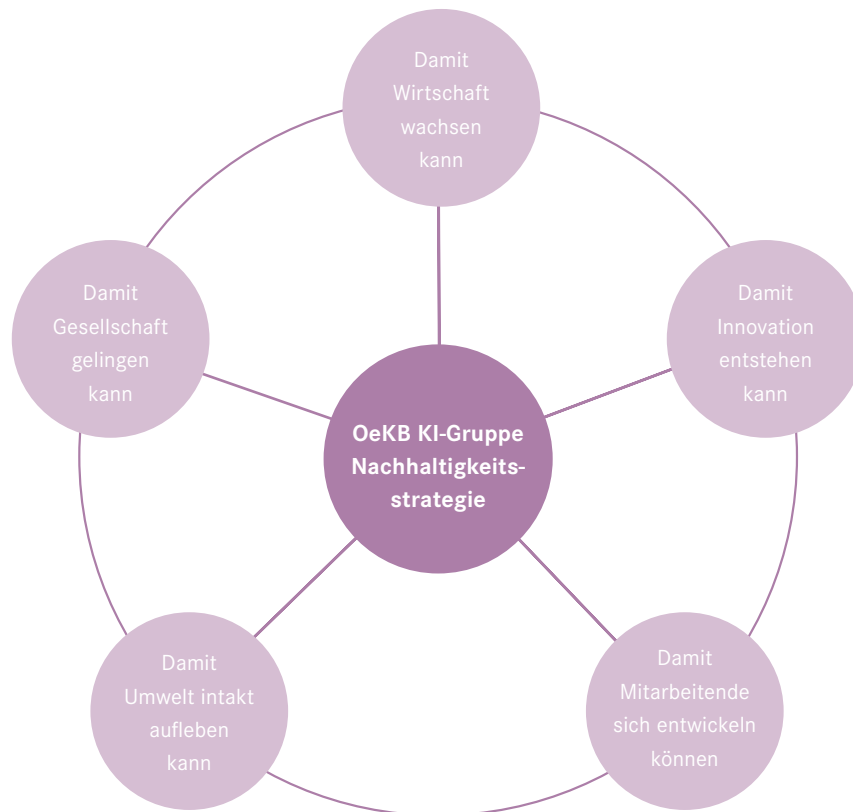 Damit
Wirtschaft
wachsen
kann
Damit
Gesellschaft
gelingen
kann
Damit
Innovation
entstehen
kann
OeKB KI-Gruppe
Nachhaltigkeits-
strategie
Damit
Umwelt intakt
aufleben
kann
Damit
Mitarbeitende
sich entwickeln
können